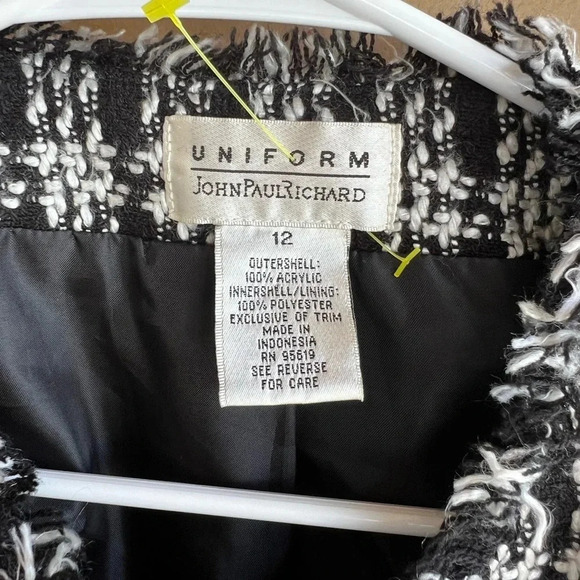 UNIFORM
JOHNPAULRICHARD
12
OUTERSHELL:
100% ACRYLIC
INNERSHELL/LINING:
100% POLYESTER
EXCLUSIVE OF TRIM
MADE IN
INDONESIA
RN 95619
SEE REVERSE
FOR CARE